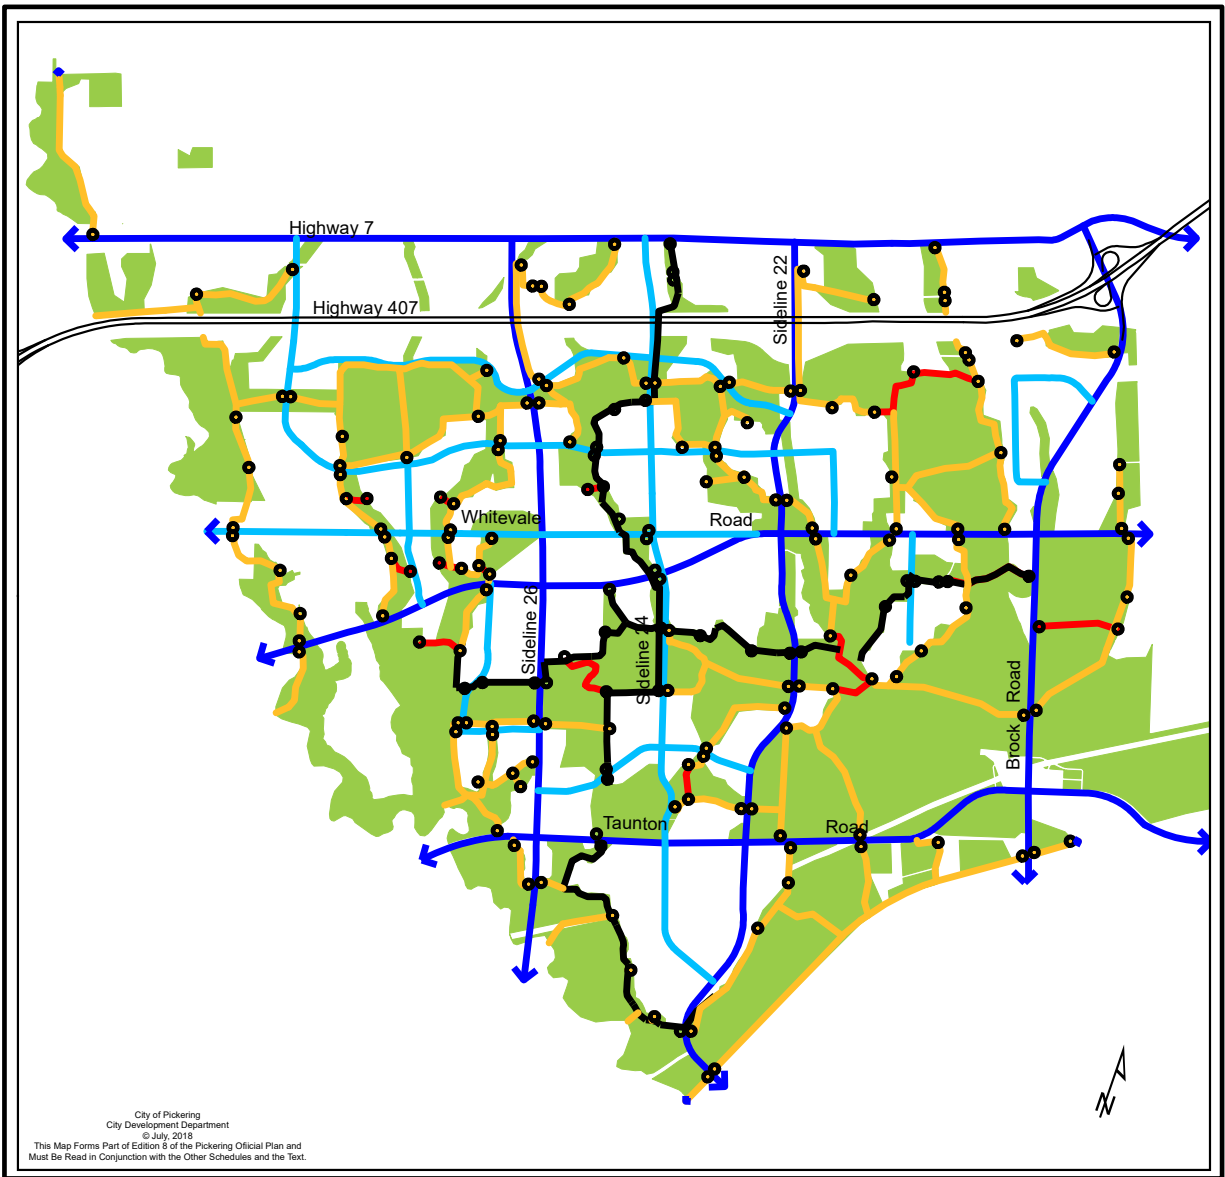 Highway 7
Highway 407
Sideline 22
Whitevale
Road
Sideline 26
Sideline 24
Brock Road
Taunton
Road
N
City of Pickering
City Development Department
© July, 2018
This Map Forms Part of Edition 8 of the Pickering Official Plan and
Must Be Read in Conjunction with the Other Schedules and the Text.